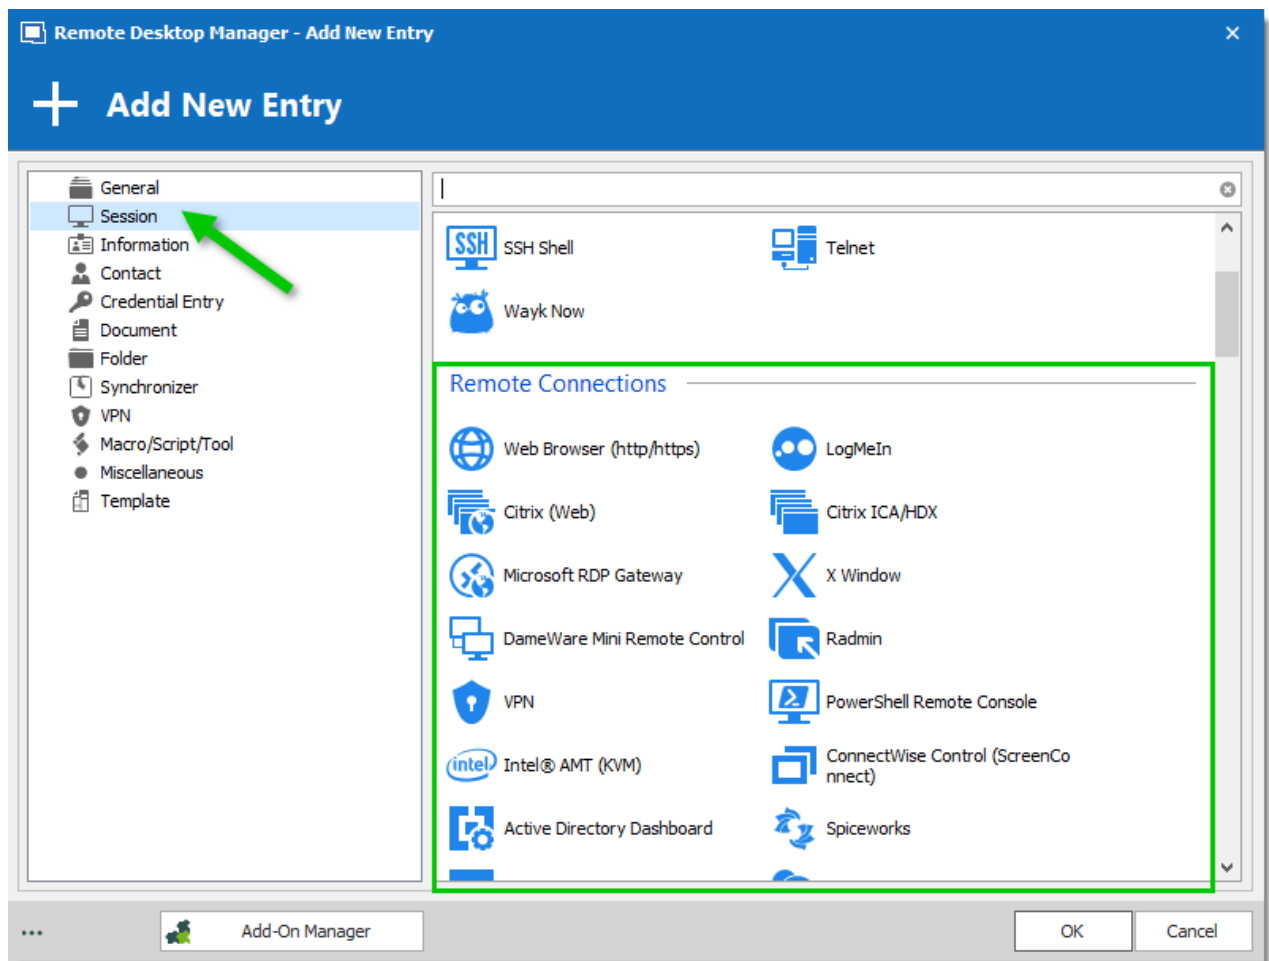 Remote Desktop Manager - Add New Entry
Add New Entry
General
Session
Information
Contact
Credential Entry
Document
Folder
Synchronizer
VPN
Macro/Script/Tool
Miscellaneous
Template
SSH SSH Shell
Telnet
Wayk Now
Remote Connections
Web Browser (http/https)
LogMeIn
Citrix (Web)
Citrix ICA/HDX
Microsoft RDP Gateway
X Window
DameWare Mini Remote Control
Radmin
VPN
PowerShell Remote Console
intel Intel® AMT (KVM)
ConnectWise Control (ScreenCo
nnect)
Active Directory Dashboard
Spiceworks
...
Add-On Manager
OK
Cancel